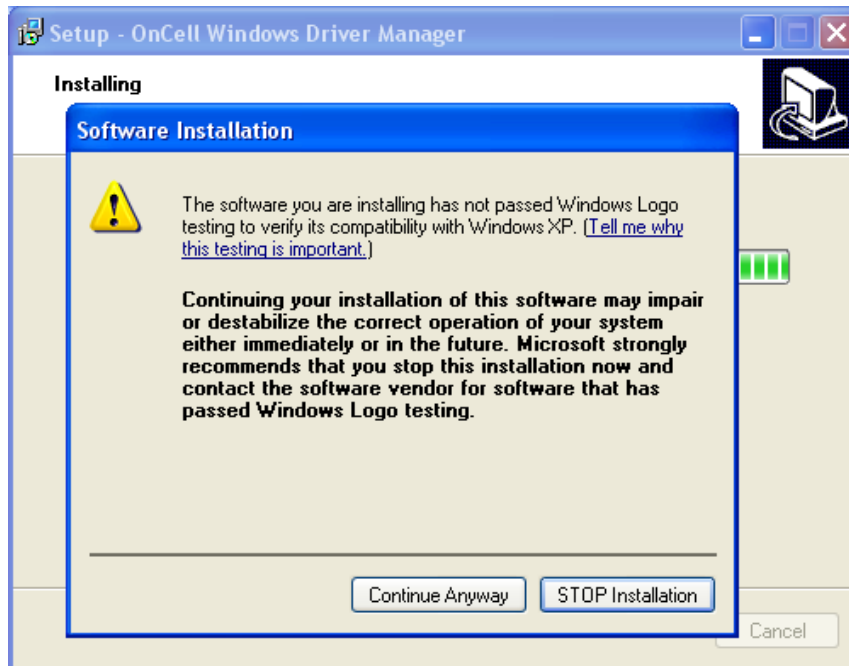 Setup - OnCell Windows Driver Manager
Installing
Software Installation
The software you are installing has not passed Windows Logo
testing to verify its compatibility with Windows XP. (Tell me why
this testing is important.)
Continuing your installation of this software may impair
or destabilize the correct operation of your system
either immediately or in the future. Microsoft strongly
recommends that you stop this installation now and
contact the software vendor for software that has
passed Windows Logo testing.
Continue Anyway STOP Installation
Cancel